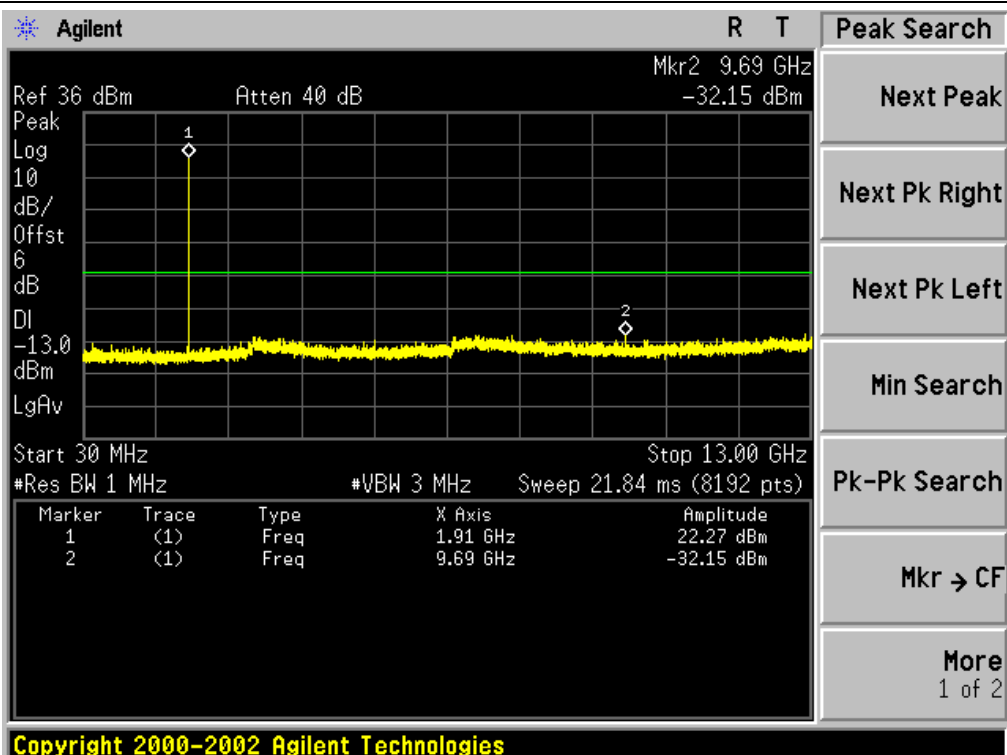 Agilent R T Peak Search
Mkr2 9.69 GHz
Ref 36 dBm Atten 40 dB -32.15 dBm
Peak
Log
10
dB/
Offst
6
dB
DI
-13.0
dBm
LgAv
1
2
Start 30 MHz Stop 13.00 GHz
#Res BW 1 MHz #VBW 3 MHz Sweep 21.84 ms (8192 pts)
Marker Trace Type X Axis Amplitude
1 (1) Freq 1.91 GHz 22.27 dBm
2 (1) Freq 9.69 GHz -32.15 dBm
Next Peak
Next Pk Right
Next Pk Left
Min Search
Pk-Pk Search
Mkr → CF
More
1 of 2
Copyright 2000-2002 Agilent Technologies